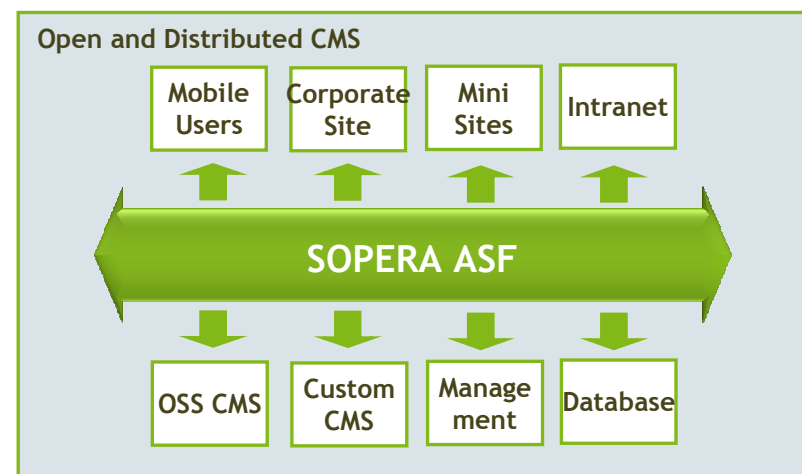 Open and Distributed CMS
Mobile
Users
Corporate
Site
Mini
Sites
Intranet
SOPERA ASF
OSS CMS
Custom
CMS
Manage
ment
Database